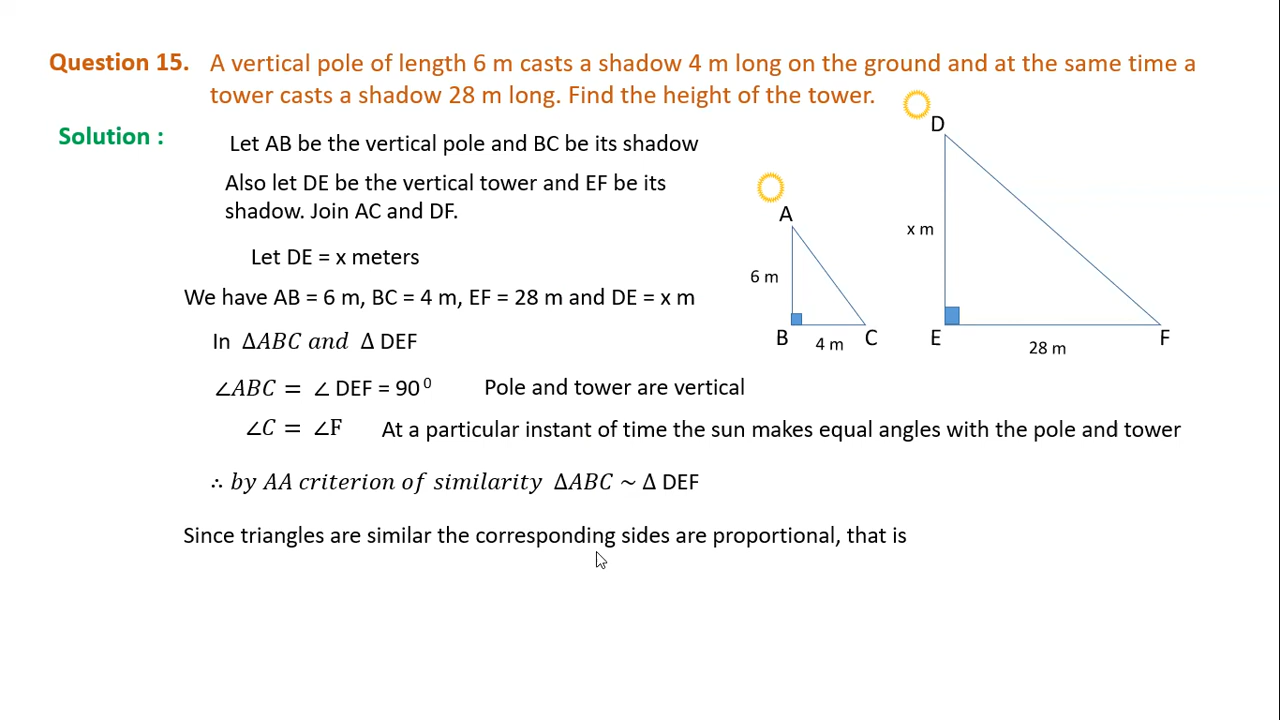 Question 15. A vertical pole of length 6 m casts a shadow 4 m long on the ground and at the same time a
tower casts a shadow 28 m long. Find the height of the tower.
Solution :
Let AB be the vertical pole and BC be its shadow
Also let DE be the vertical tower and EF be its
shadow. Join AC and DF.
Let DE = x meters
We have AB = 6 m, BC = 4 m, EF = 28 m and DE = x m
In Δ𝐴𝐵𝐶 𝑎𝑛𝑑 Δ DEF
∠𝐴𝐵𝐶 = ∠ DEF = 90⁰ Pole and tower are vertical
∠𝐶 = ∠F At a particular instant of time the sun makes equal angles with the pole and tower
∴ 𝑏𝑦 𝐴𝐴 𝑐𝑟𝑖𝑡𝑒𝑟𝑖𝑜𝑛 𝑜𝑓 𝑠𝑖𝑚𝑖𝑙𝑎𝑟𝑖𝑡𝑦 Δ𝐴𝐵𝐶 ~ Δ DEF
Since triangles are similar the corresponding sides are proportional, that is
A
6 m
B
4 m
C
D
x m
E
28 m
F